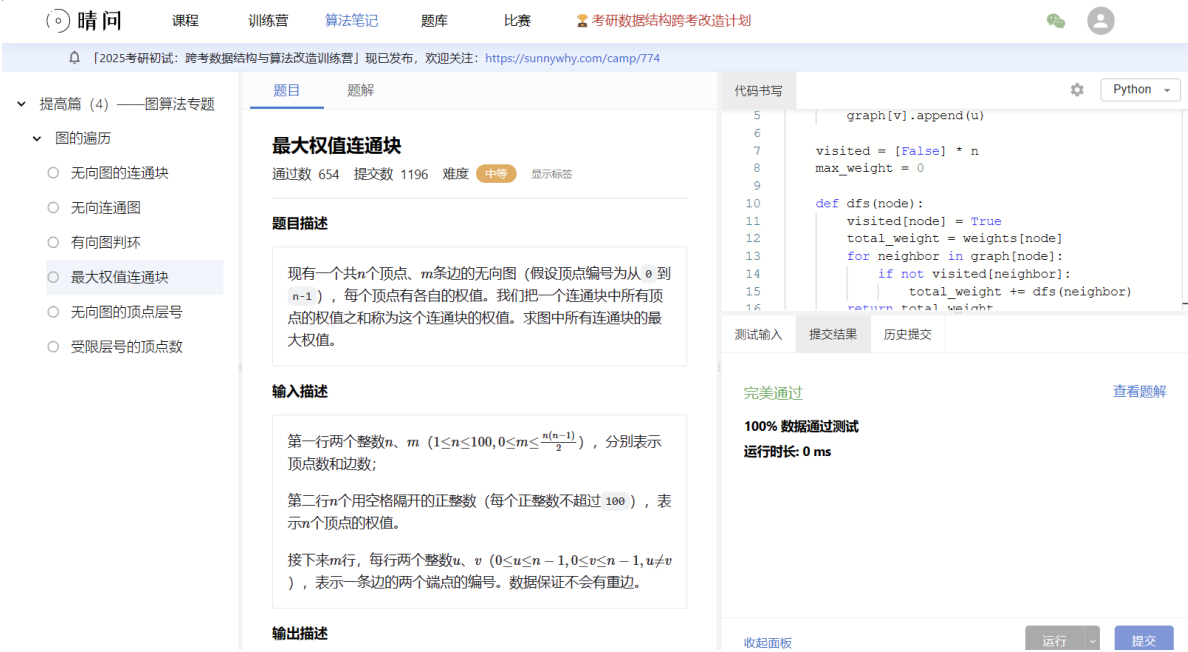 晴问 课程 训练营 算法笔记 题库 比赛 考研数据结构跨考改造计划
「2025考研初试：跨考数据结构与算法改造训练营」现已发布，欢迎关注：https://sunnywhy.com/camp/774
提高篇（4）——图算法专题
图的遍历
无向图的连通块
无向连通图
有向图判环
最大权值连通块
无向图的顶点层号
受限层号的顶点数
题目 题解
最大权值连通块
通过数 654 提交数 1196 难度 中等 显示标签
题目描述
现有一个共n个顶点、m条边的无向图（假设顶点编号为从 0 到
n-1 ），每个顶点有各自的权值。我们把一个连通块中所有顶
点的权值之和称为这个连通块的权值。求图中所有连通块的最
大权值。
输入描述
第一行两个整数n、m（1≤n≤100,0≤m≤n(n−1)/2），分别表示
顶点数和边数；
第二行n个用空格隔开的正整数（每个正整数不超过 100 ），表
示n个顶点的权值。
接下来m行，每行两个整数u、v（0≤u≤n−1,0≤v≤n−1,u≠v
），表示一条边的两个端点的编号。数据保证不会有重边。
输出描述
代码书写 Python
5 graph[v].append(u)
6
7 visited = [False] * n
8 max_weight = 0
9
10 def dfs(node):
11 visited[node] = True
12 total_weight = weights[node]
13 for neighbor in graph[node]:
14 if not visited[neighbor]:
15 total_weight += dfs(neighbor)
16 return total_weight
测试输入 提交结果 历史提交
完美通过 查看题解
100% 数据通过测试
运行时长: 0 ms
收起面板 运行 提交